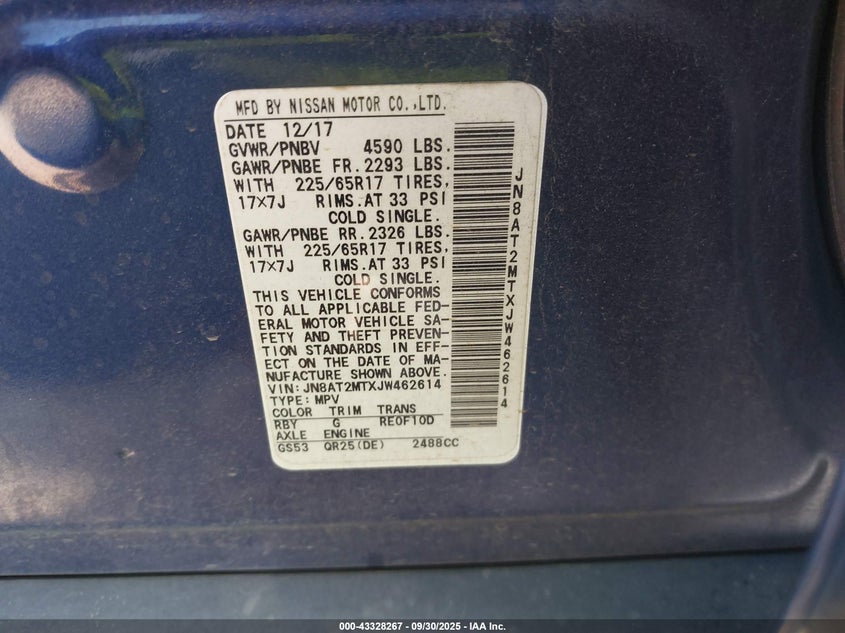 MFD BY NISSAN MOTOR CO.,LTD.
DATE 12/17
GVWR/PNBV 4590 LBS.
GAWR/PNBE FR. 2293 LBS.
WITH 225/65R17 TIRES,
17×7J RIMS. AT 33 PSI
COLD SINGLE.
GAWR/PNBE RR. 2326 LBS.
WITH 225/65R17 TIRES,
17×7J RIMS. AT 33 PSI
COLD SINGLE.
THIS VEHICLE CONFORMS
TO ALL APPLICABLE FED-
ERAL MOTOR VEHICLE SA-
FETY AND THEFT PREVEN-
TION STANDARDS IN EFF-
ECT ON THE DATE OF MA-
NUFACTURE SHOWN ABOVE.
VIN: JN8AT2MTXJW462614
TYPE: MPV
COLOR TRIM TRANS
RBY G RE0F10D
AXLE ENGINE
GS53 QR25(DE) 2488CC
JN8AT2MTXJW462614
000-43328267 - 09/30/2025 - IAA Inc.